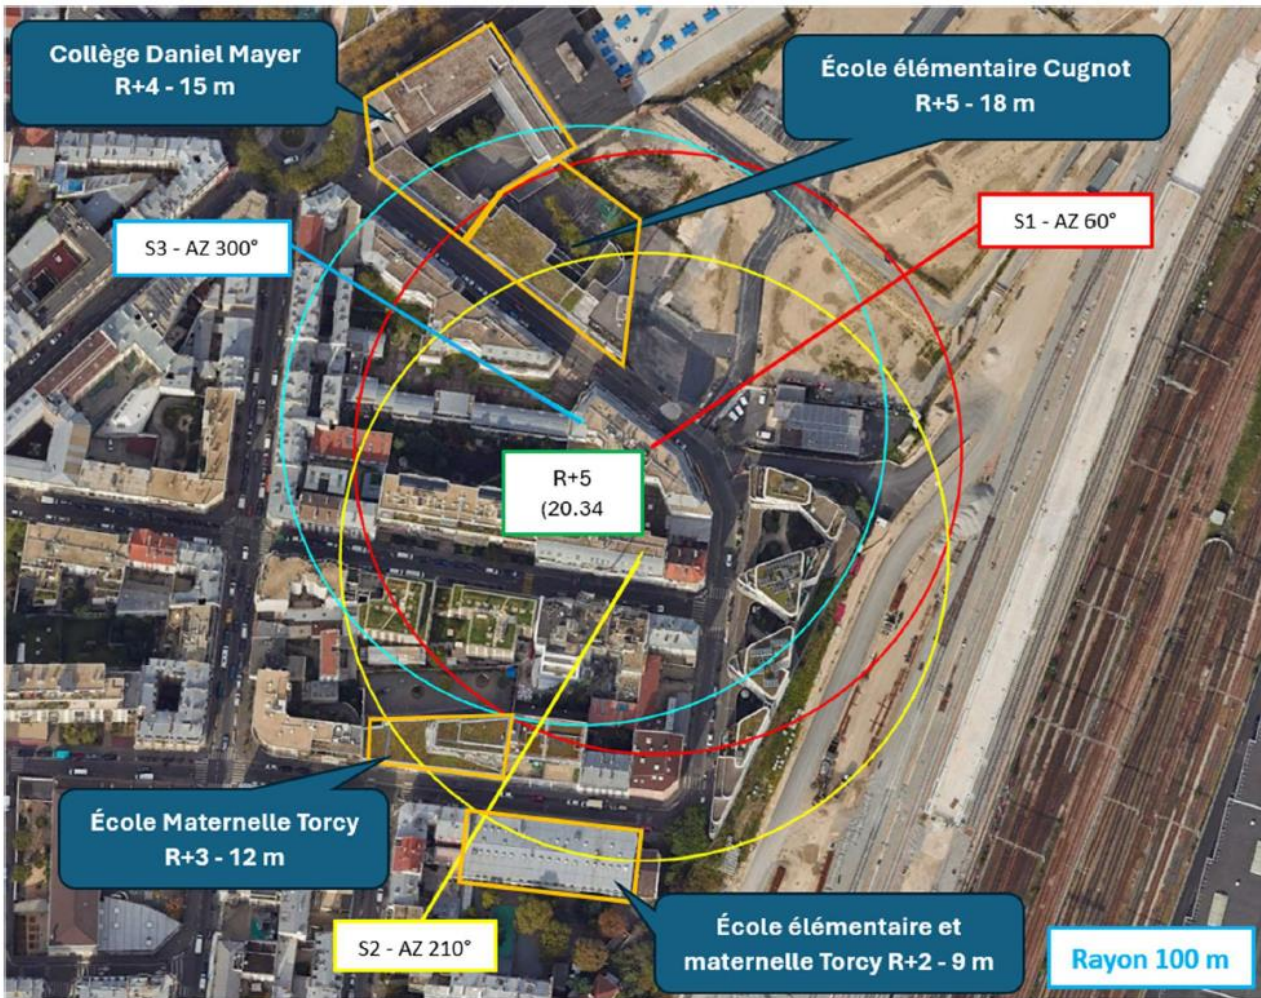 Collège Daniel Mayer
R+4 - 15 m
École élémentaire Cugnot
R+5 - 18 m
S3 - AZ 300°
S1 - AZ 60°
R+5
(20.34
École Maternelle Torcy
R+3 - 12 m
S2 - AZ 210°
École élémentaire et
maternelle Torcy R+2 - 9 m
Rayon 100 m